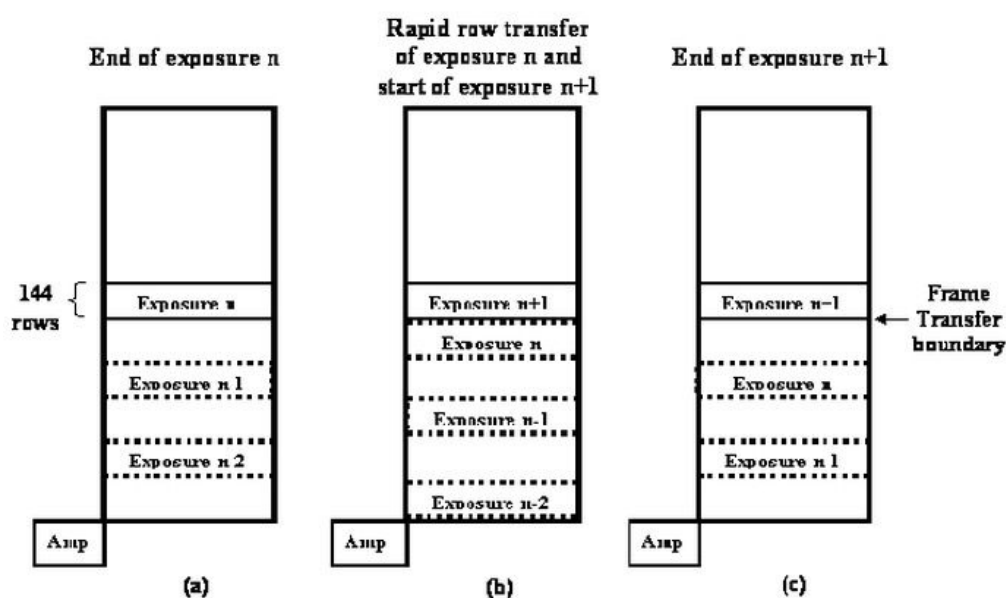 End of exposure n
Rapid row transfer
of exposure n and
start of exposure n+1
End of exposure n+1
144
rows
Exposure n
Exposure n 1
Exposure n 2
Amp
(a)
Exposure n+1
Exposure n
Exposure n-1
Exposure n-2
Amp
(b)
Exposure n-1
Exposure n
Exposure n 1
Frame
Transfer
boundary
Amp
(c)